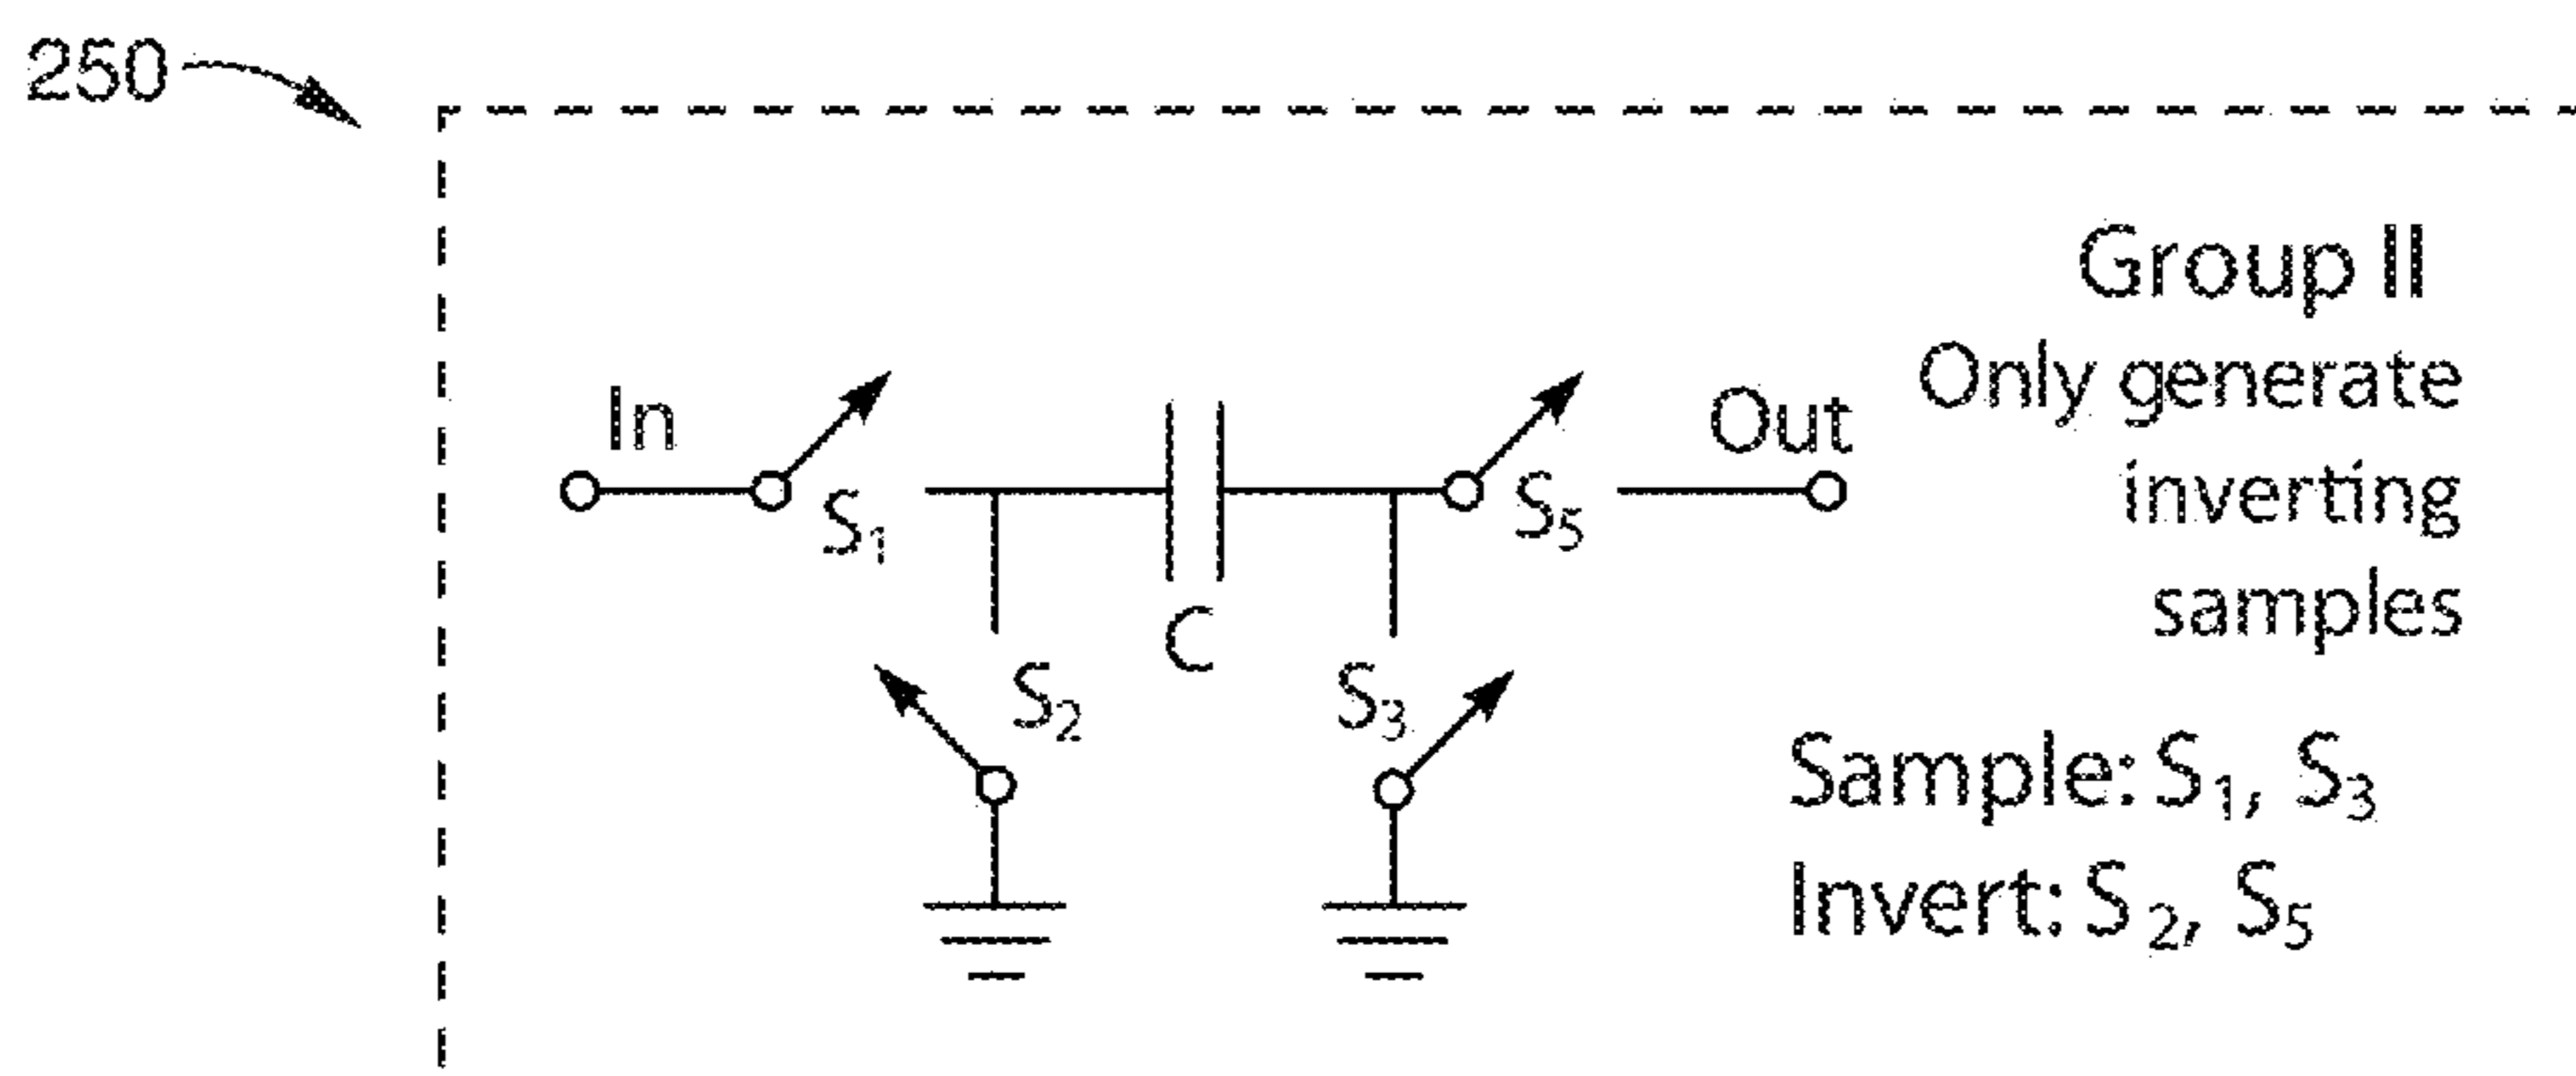 250
Group II
Only generate
inverting
samples
In
Out
S₁
S₅
C
S₂
S₃
Sample: S₁, S₃
Invert: S₂, S₅